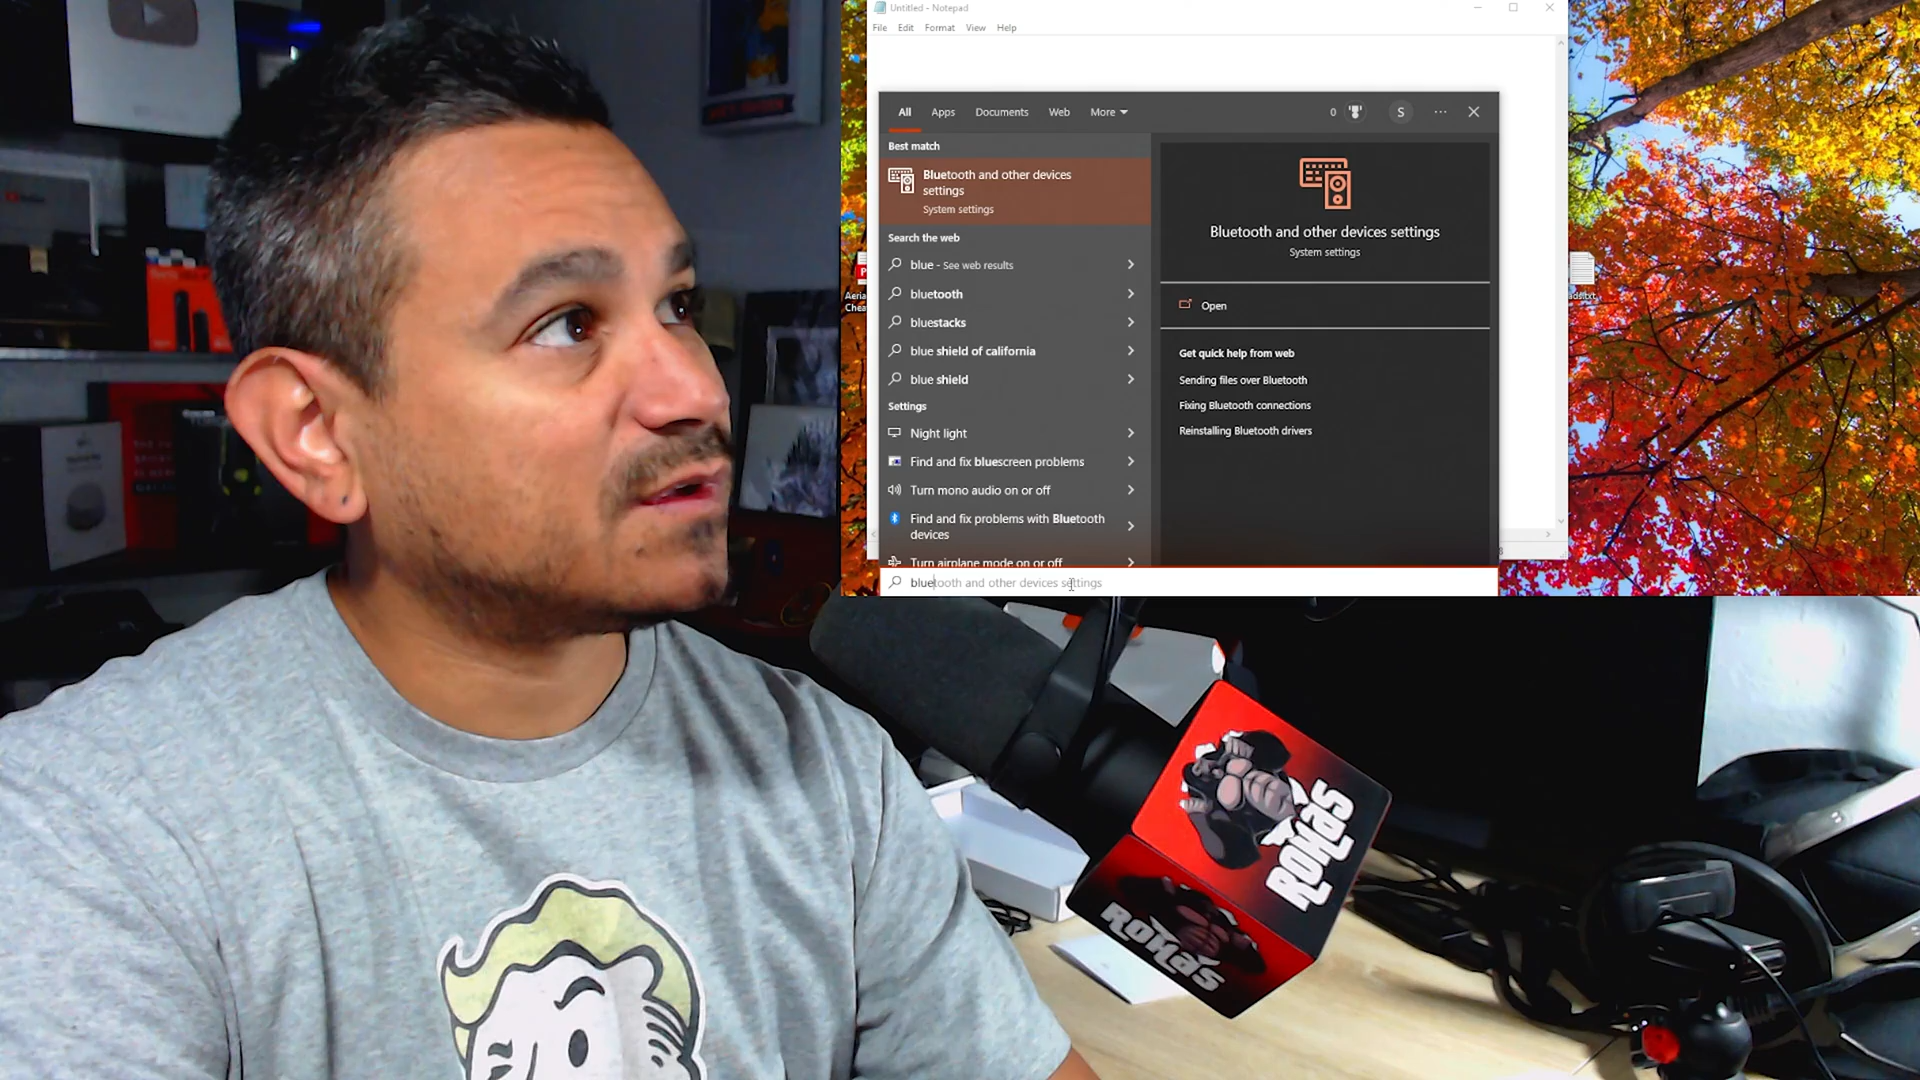 Untitled - Notepad
File Edit Format View Help
All Apps Documents Web More
0 S
Best match
Bluetooth and other devices
settings
System settings
Search the web
blue - See web results
bluetooth
bluestacks
blue shield of california
blue shield
Settings
Night light
Find and fix bluescreen problems
Turn mono audio on or off
Find and fix problems with Bluetooth
devices
Turn airplane mode on or off
bluetooth and other devices settings
Bluetooth and other devices settings
System settings
Open
Get quick help from web
Sending files over Bluetooth
Fixing Bluetooth connections
Reinstalling Bluetooth drivers
ROKAS
ROKAS